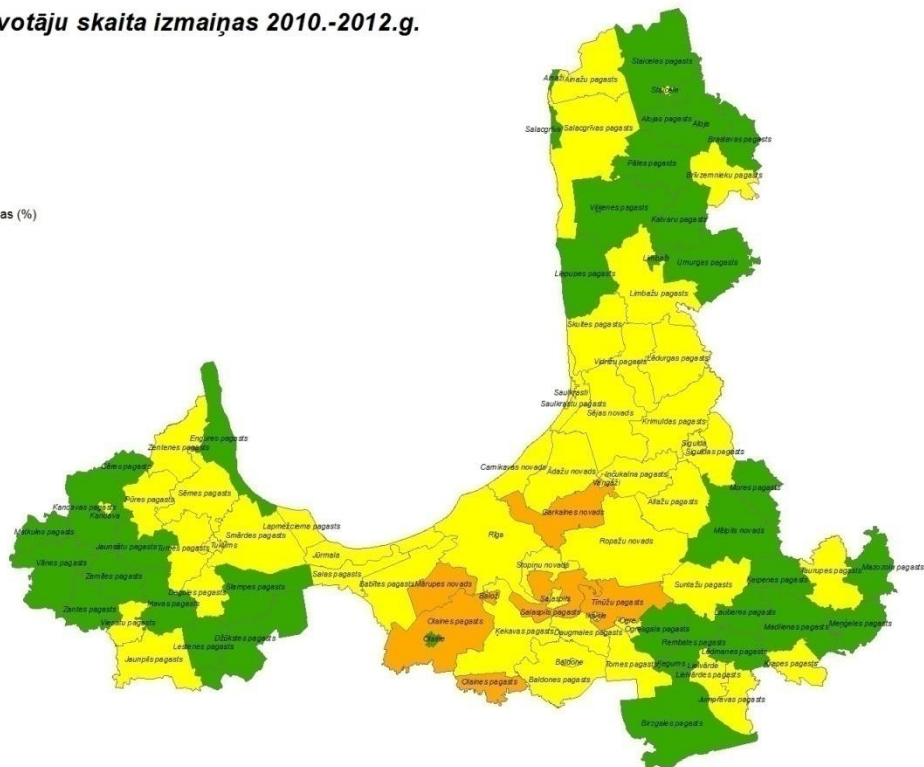 votāju skaita izmaiņas 2010.-2012.g.
Staiceles pagasts
Ainaži
Ainažu pagasts
Staicele
Alojas pagasts
Aloja
Salacgrīva
Salacgrīvas pagasts
Braslavas pagasts
Pāles pagasts
Brīvzemnieku pagasts
as (%)
Viļķenes pagasts
Katvaru pagasts
Limbaži
Umurgas pagasts
Liepupes pagasts
Limbažu pagasts
Skultes pagasts
Vidrižu pagasts
Lēdurgas pagasts
Saulkrasti
Saulkrastu pagasts
Sējas novads
Krimuldas pagasts
Engures pagasts
Zentenes pagasts
Sigulda
Siguldas pagasts
Cēres pagasts
Carnikavas novads
Ādažu novads
Inčukalna pagasts
Vangaži
Sēmes pagasts
Pūres pagasts
Mores pagasts
Allažu pagasts
Kandavas pagasts
Kandava
Garkalnes novads
Lapmežciema pagasts
Smārdes pagasts
Matkules pagasts
Mālpils novads
Rīga
Ropažu novads
Jaunsātu pagasts
Tumes pagasts
Tukums
Jūrmala
Vānes pagasts
Stopiņu novads
Salas pagasts
Zemītes pagasts
Babītes pagasts
Mārupes novads
Suntažu pagasts
Ķeipenes pagasts
Taurupes pagasts
Mazozolu pagasts
Slampes pagasts
Degoles pagasts
Baloži
Salaspils
Tīnūžu pagasts
Zantes pagasts
Irlavas pagasts
Salaspils pagasts
Ikšķile
Ogre
Lauberes pagasts
Viesatu pagasts
Olaines pagasts
Ogresgala pagasts
Madlienas pagasts
Meņģeles pagasts
Džūkstes pagasts
Olaine
Ķekavas pagasts
Daugmales pagasts
Rembates pagasts
Lestenes pagasts
Lēdmanes pagasts
Jaunpils pagasts
Baldone
Tomes pagasts
Ķegums
Lielvārde
Krapes pagasts
Lielvārdes pagasts
Olaines pagasts
Baldones pagasts
Jumpravas pagasts
Birzgales pagasts